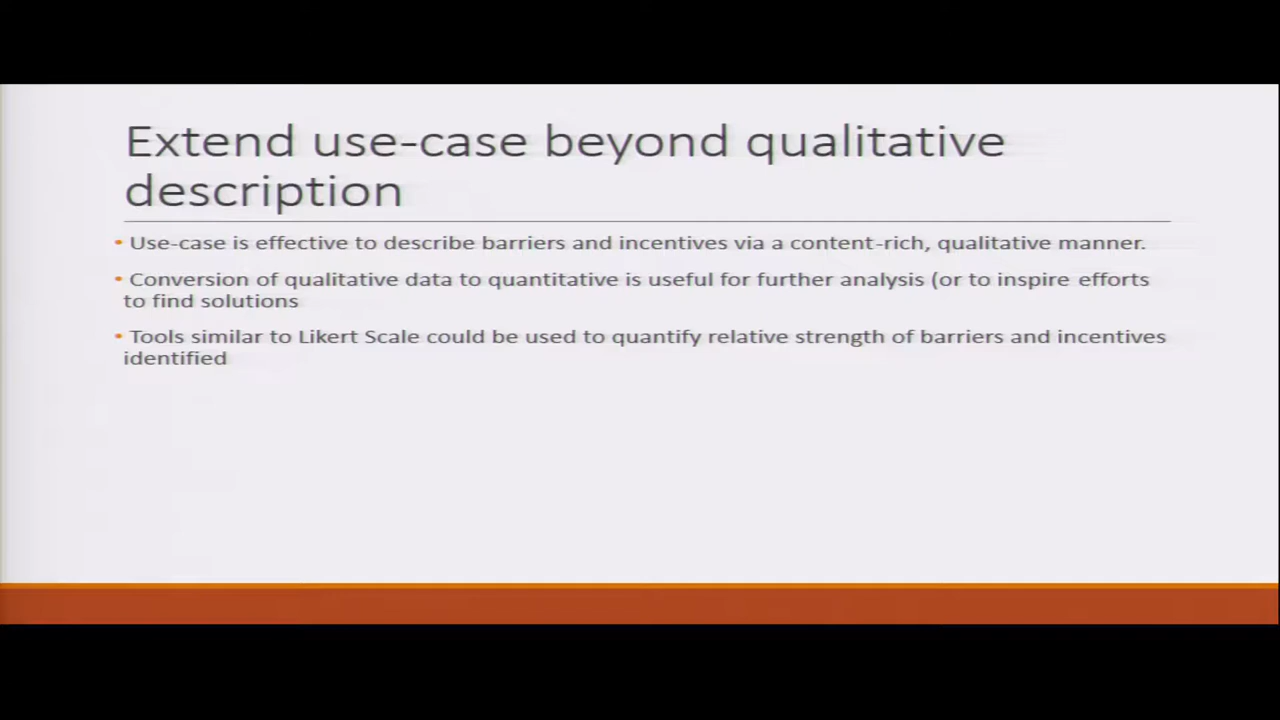 Extend use-case beyond qualitative
description
• Use-case is effective to describe barriers and incentives via a content-rich, qualitative manner.
• Conversion of qualitative data to quantitative is useful for further analysis (or to inspire efforts
to find solutions
• Tools similar to Likert Scale could be used to quantify relative strength of barriers and incentives
identified